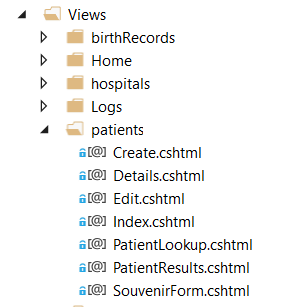 Views
birthRecords
Home
hospitals
Logs
patients
[@] Create.cshtml
[@] Details.cshtml
[@] Edit.cshtml
[@] Index.cshtml
[@] PatientLookup.cshtml
[@] PatientResults.cshtml
[@] SouvenirForm.cshtml